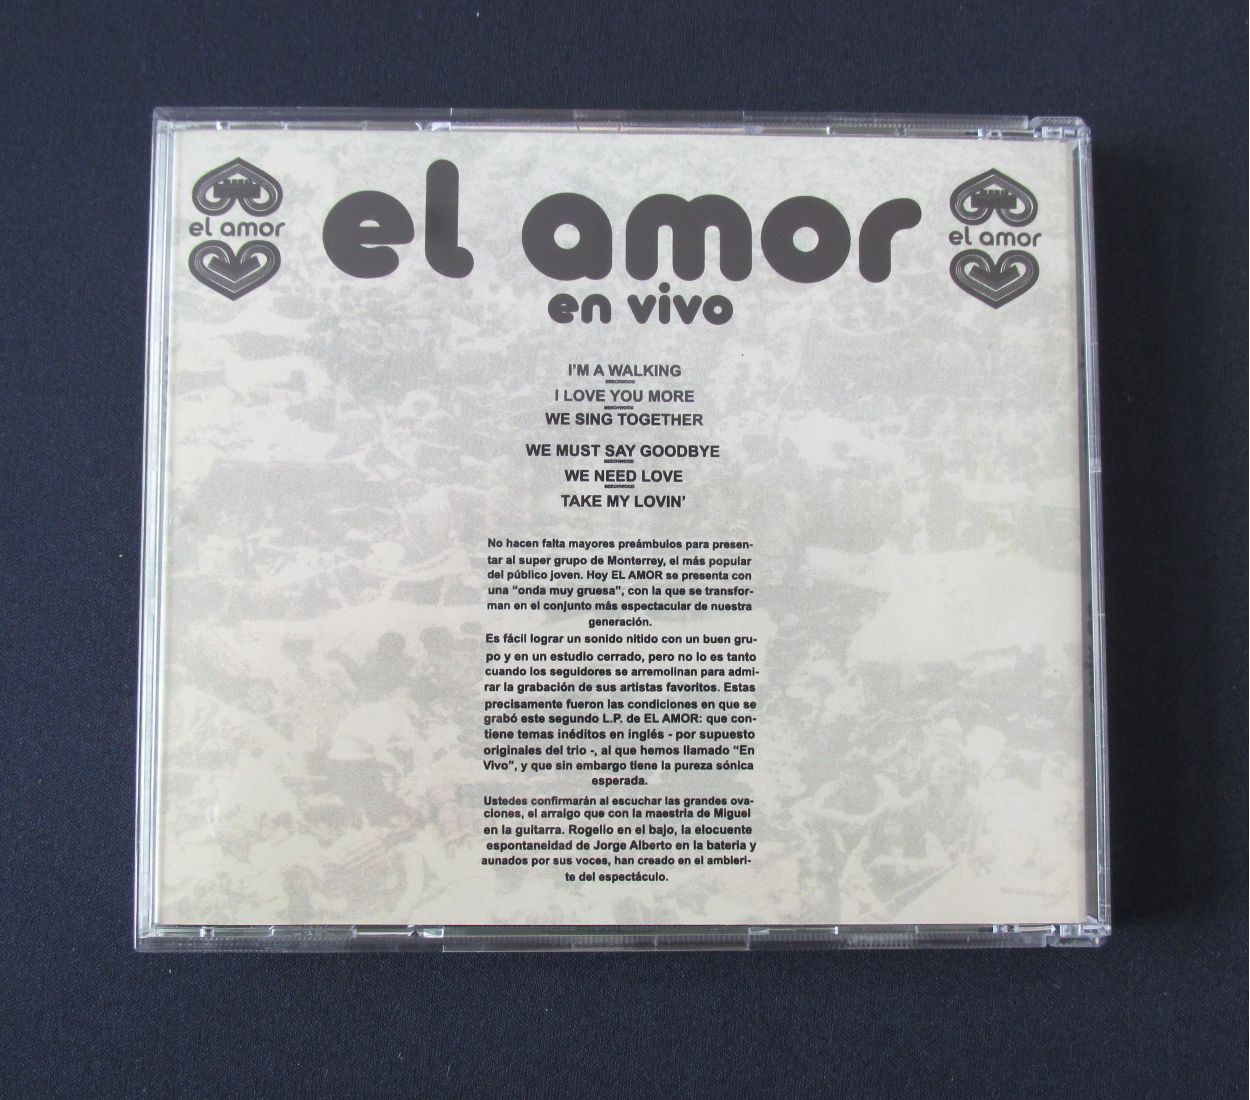 el amor
el amor
el amor
en vivo
I'M A WALKING
BEECHWOOD
I LOVE YOU MORE
BEECHWOOD
WE SING TOGETHER
WE MUST SAY GOODBYE
BEECHWOOD
WE NEED LOVE
BEECHWOOD
TAKE MY LOVIN'
No hacen falta mayores preámbulos para presen-
tar al super grupo de Monterrey, el más popular
del público joven. Hoy EL AMOR se presenta con
una "onda muy gruesa", con la que se transfor-
man en el conjunto más espectacular de nuestra
generación.
Es fácil lograr un sonido nitido con un buen gru-
po y en un estudio cerrado, pero no lo es tanto
cuando los seguidores se arremolinan para admi-
rar la grabación de sus artistas favoritos. Estas
precisamente fueron las condiciones en que se
grabó este segundo L.P. de EL AMOR: que con-
tiene temas inéditos en inglés - por supuesto
originales del trio -, al que hemos llamado "En
Vivo", y que sin embargo tiene la pureza sónica
esperada.
Ustedes confirmarán al escuchar las grandes ova-
ciones, el arraigo que con la maestria de Miguel
en la guitarra. Rogelio en el bajo, la elocuente
espontaneidad de Jorge Alberto en la bateria y
aunados por sus voces, han creado en el ambieri-
te del espectáculo.